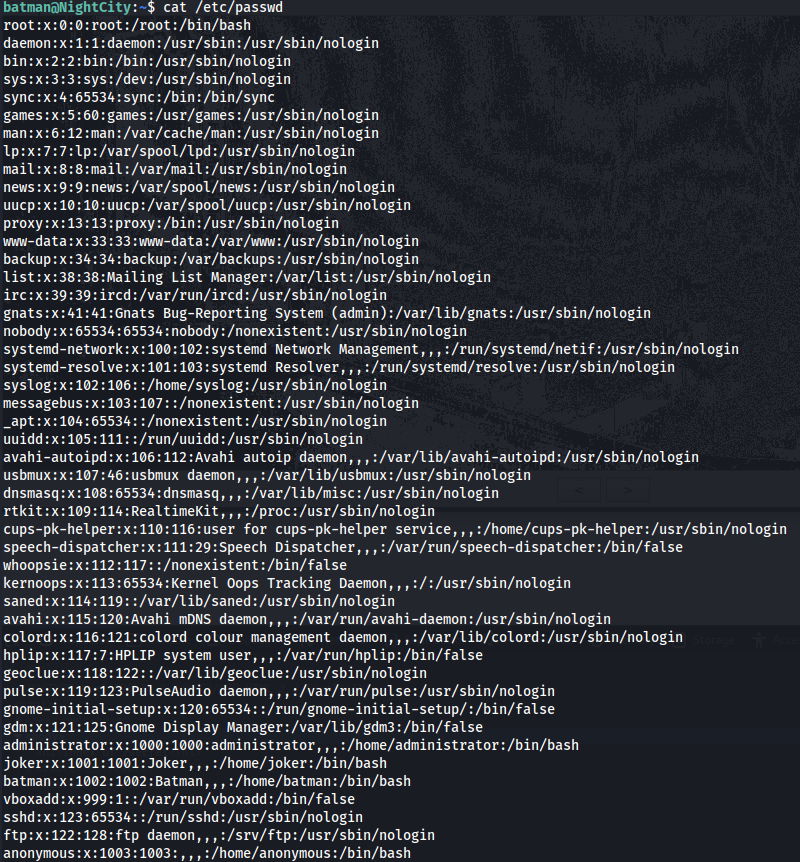 batman@NightCity:~$ cat /etc/passwd
root:x:0:0:root:/root:/bin/bash
daemon:x:1:1:daemon:/usr/sbin:/usr/sbin/nologin
bin:x:2:2:bin:/bin:/usr/sbin/nologin
sys:x:3:3:sys:/dev:/usr/sbin/nologin
sync:x:4:65534:sync:/bin:/bin/sync
games:x:5:60:games:/usr/games:/usr/sbin/nologin
man:x:6:12:man:/var/cache/man:/usr/sbin/nologin
lp:x:7:7:lp:/var/spool/lpd:/usr/sbin/nologin
mail:x:8:8:mail:/var/mail:/usr/sbin/nologin
news:x:9:9:news:/var/spool/news:/usr/sbin/nologin
uucp:x:10:10:uucp:/var/spool/uucp:/usr/sbin/nologin
proxy:x:13:13:proxy:/bin:/usr/sbin/nologin
www-data:x:33:33:www-data:/var/www:/usr/sbin/nologin
backup:x:34:34:backup:/var/backups:/usr/sbin/nologin
list:x:38:38:Mailing List Manager:/var/list:/usr/sbin/nologin
irc:x:39:39:ircd:/var/run/ircd:/usr/sbin/nologin
gnats:x:41:41:Gnats Bug-Reporting System (admin):/var/lib/gnats:/usr/sbin/nologin
nobody:x:65534:65534:nobody:/nonexistent:/usr/sbin/nologin
systemd-network:x:100:102:systemd Network Management,,,:/run/systemd/netif:/usr/sbin/nologin
systemd-resolve:x:101:103:systemd Resolver,,,:/run/systemd/resolve:/usr/sbin/nologin
syslog:x:102:106::/home/syslog:/usr/sbin/nologin
messagebus:x:103:107::/nonexistent:/usr/sbin/nologin
_apt:x:104:65534::/nonexistent:/usr/sbin/nologin
uuidd:x:105:111::/run/uuidd:/usr/sbin/nologin
avahi-autoipd:x:106:112:Avahi autoip daemon,,,:/var/lib/avahi-autoipd:/usr/sbin/nologin
usbmux:x:107:46:usbmux daemon,,,:/var/lib/usbmux:/usr/sbin/nologin
dnsmasq:x:108:65534:dnsmasq,,,:/var/lib/misc:/usr/sbin/nologin
rtkit:x:109:114:RealtimeKit,,,:/proc:/usr/sbin/nologin
cups-pk-helper:x:110:116:user for cups-pk-helper service,,,:/home/cups-pk-helper:/usr/sbin/nologin
speech-dispatcher:x:111:29:Speech Dispatcher,,,:/var/run/speech-dispatcher:/bin/false
whoopsie:x:112:117::/nonexistent:/bin/false
kernoops:x:113:65534:Kernel Oops Tracking Daemon,,,:/:/usr/sbin/nologin
saned:x:114:119::/var/lib/saned:/usr/sbin/nologin
avahi:x:115:120:Avahi mDNS daemon,,,:/var/run/avahi-daemon:/usr/sbin/nologin
colord:x:116:121:colord colour management daemon,,,:/var/lib/colord:/usr/sbin/nologin
hplip:x:117:7:HPLIP system user,,,:/var/run/hplip:/bin/false
geoclue:x:118:122::/var/lib/geoclue:/usr/sbin/nologin
pulse:x:119:123:PulseAudio daemon,,,:/var/run/pulse:/usr/sbin/nologin
gnome-initial-setup:x:120:65534::/run/gnome-initial-setup/:/bin/false
gdm:x:121:125:Gnome Display Manager:/var/lib/gdm3:/bin/false
administrator:x:1000:1000:administrator,,,:/home/administrator:/bin/bash
joker:x:1001:1001:Joker,,,:/home/joker:/bin/bash
batman:x:1002:1002:Batman,,,:/home/batman:/bin/bash
vboxadd:x:999:1::/var/run/vboxadd:/bin/false
sshd:x:123:65534::/run/sshd:/usr/sbin/nologin
ftp:x:122:128:ftp daemon,,,:/srv/ftp:/usr/sbin/nologin
anonymous:x:1003:1003:,,,:/home/anonymous:/bin/bash